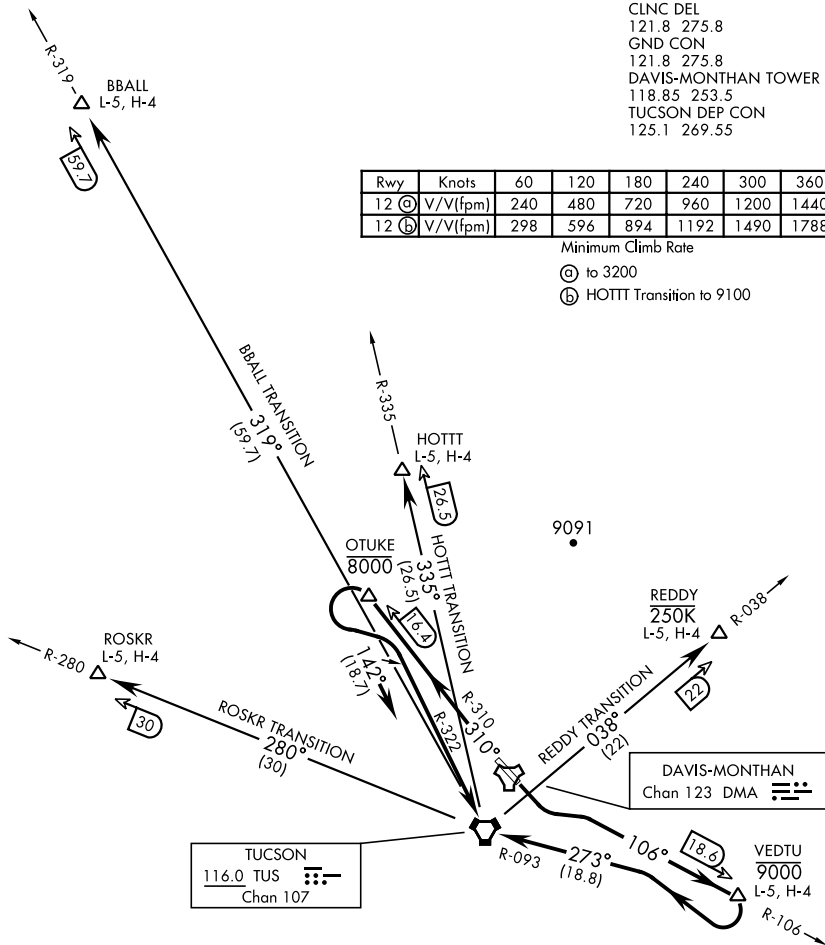 CLNC DEL
121.8 275.8
GND CON
121.8 275.8
DAVIS-MONTHAN TOWER
118.85 253.5
TUCSON DEP CON
125.1 269.55
Rwy Knots 60 120 180 240 300 360
12 ⓐ V/V(fpm) 240 480 720 960 1200 1440
12 ⓑ V/V(fpm) 298 596 894 1192 1490 1788
Minimum Climb Rate
ⓐ to 3200
ⓑ HOTTT Transition to 9100
R-319
BBALL
L-5, H-4
59.7
BBALL TRANSITION
319°
(59.7)
R-335
HOTTT
L-5, H-4
26.5
HOTTT TRANSITION
335°
(26.5)
9091
OTUKE
8000
16.4
142°
(18.7)
R-322
R-310
310°
REDDY
250K
L-5, H-4
R-038
22
REDDY TRANSITION
038°
(22)
R-280
ROSKR
L-5, H-4
30
ROSKR TRANSITION
280°
(30)
DAVIS-MONTHAN
Chan 123 DMA
TUCSON
116.0 TUS
Chan 107
R-093
273°
(18.8)
106°
18.6
VEDTU
9000
L-5, H-4
R-106